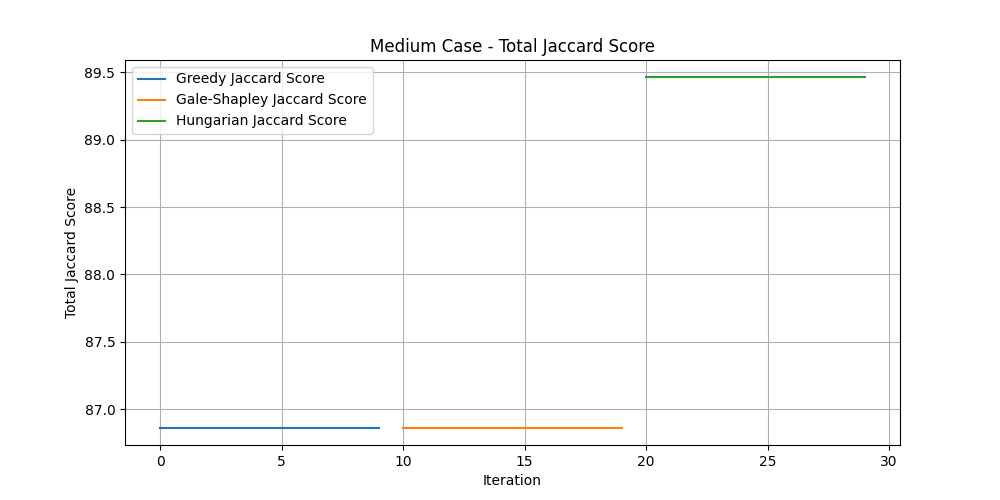 Medium Case - Total Jaccard Score
Greedy Jaccard Score
Gale-Shapley Jaccard Score
Hungarian Jaccard Score
Total Jaccard Score
89.5
89.0
88.5
88.0
87.5
87.0
0 5 10 15 20 25 30
Iteration